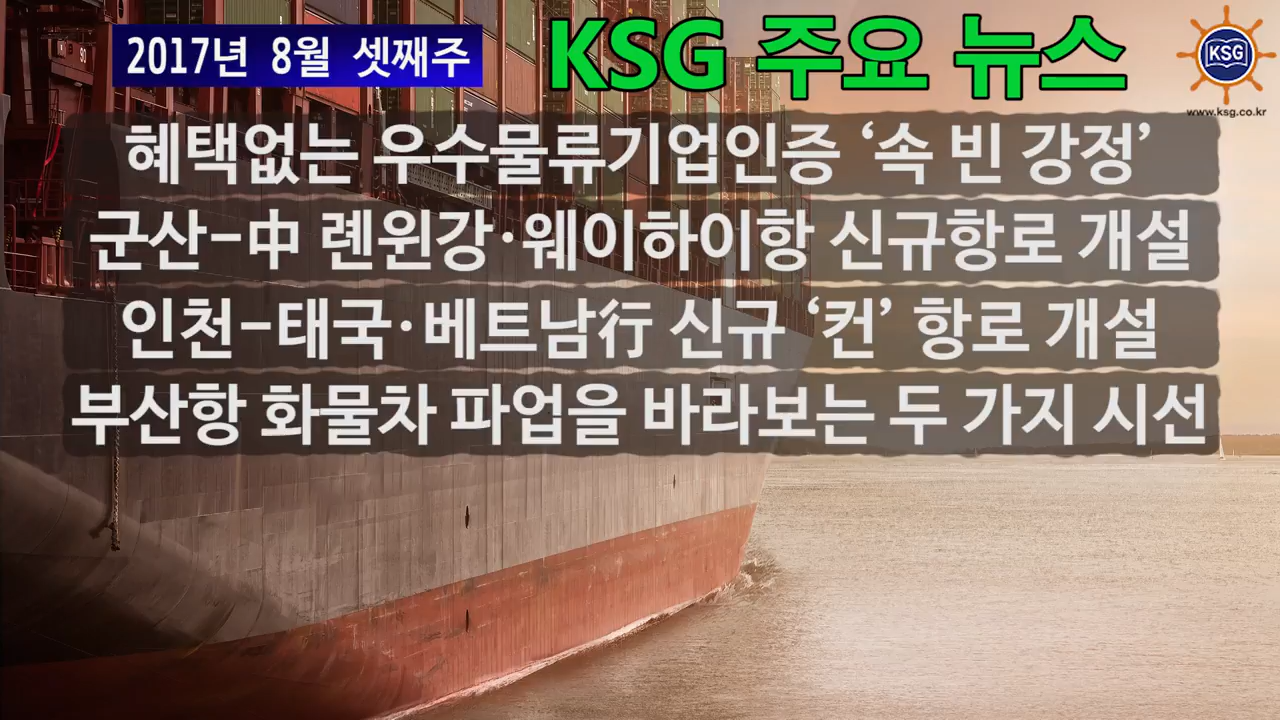 2017년 8월 셋째주
KSG 주요 뉴스
KSG
www.ksg.co.kr
혜택없는 우수물류기업인증 ‘속 빈 강정’
군산-中 롄윈강·웨이하이항 신규항로 개설
인천-태국·베트남行 신규 ‘컨’ 항로 개설
부산항 화물차 파업을 바라보는 두 가지 시선